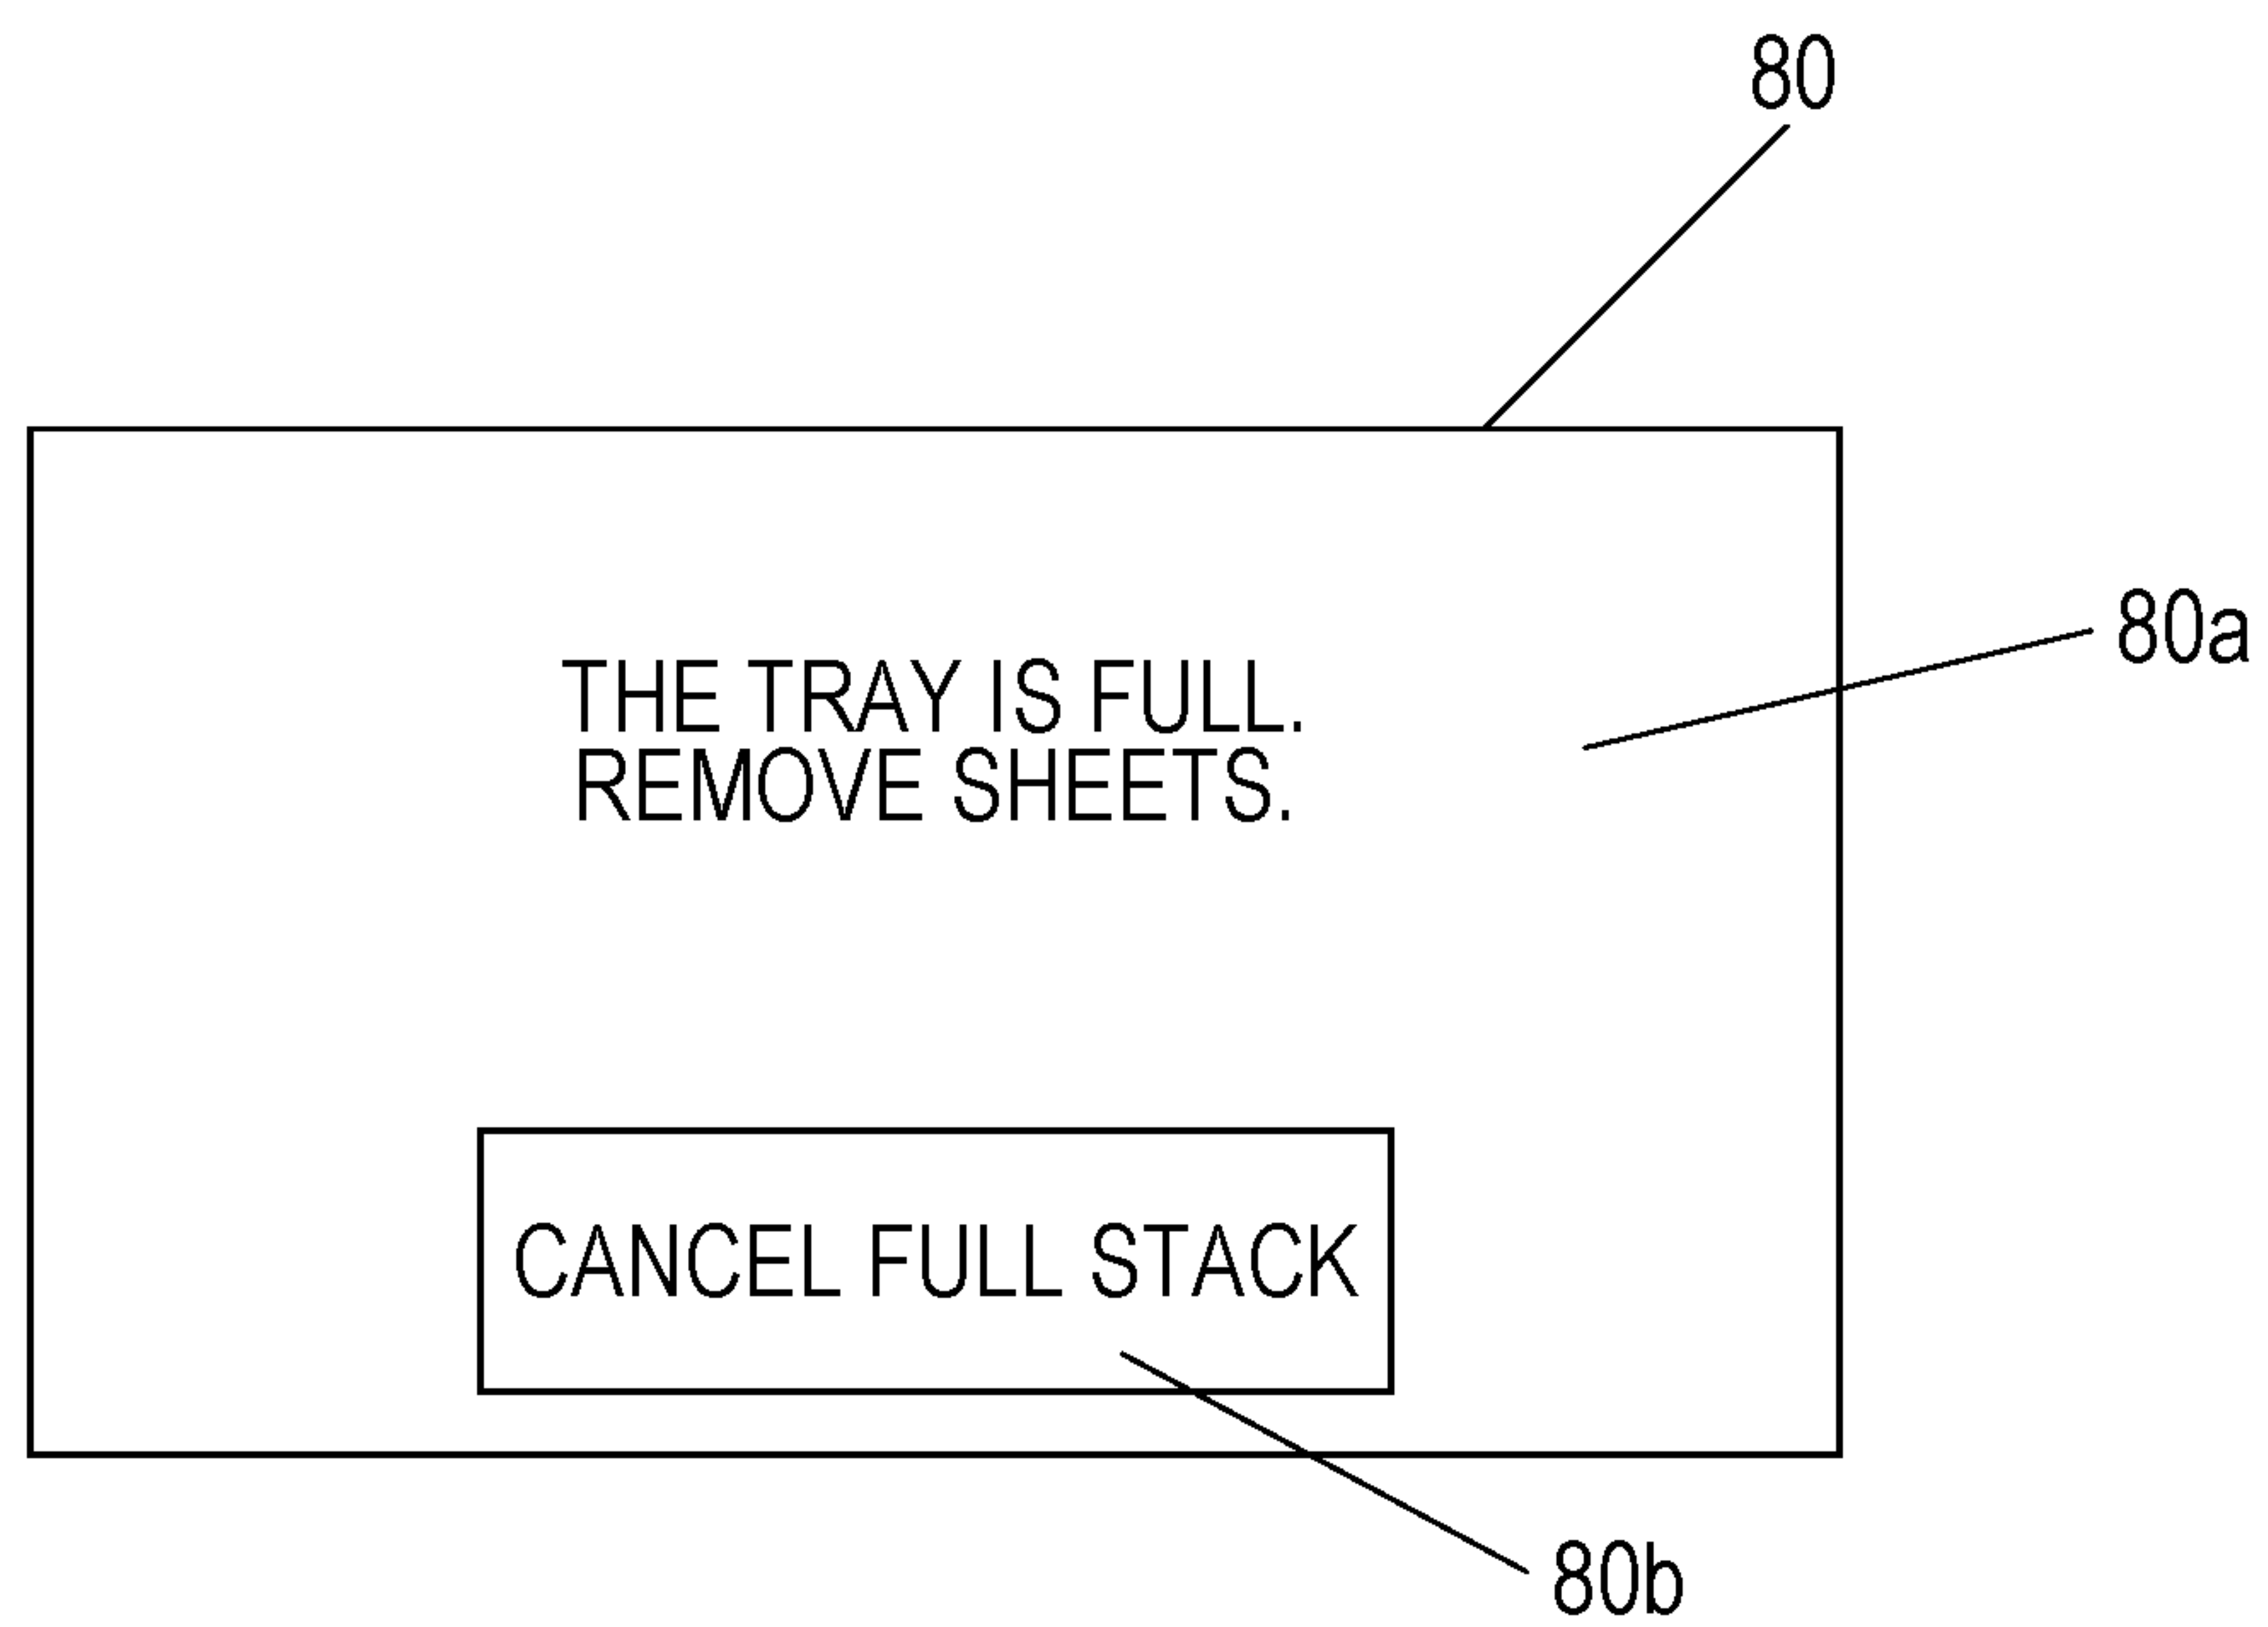 80
80a
THE TRAY IS FULL.
REMOVE SHEETS.
CANCEL FULL STACK
80b